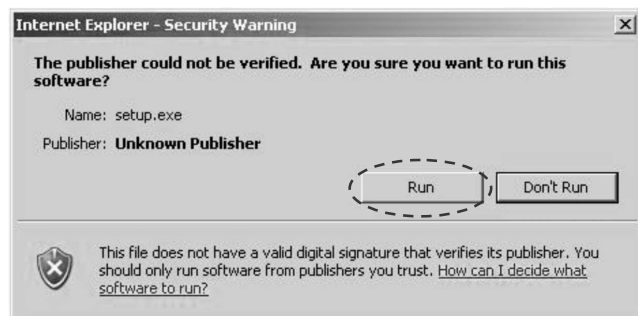 Internet Explorer - Security Warning
The publisher could not be verified. Are you sure you want to run this
software?
Name: setup.exe
Publisher: Unknown Publisher
Run
Don't Run
This file does not have a valid digital signature that verifies its publisher. You
should only run software from publishers you trust. How can I decide what
software to run?